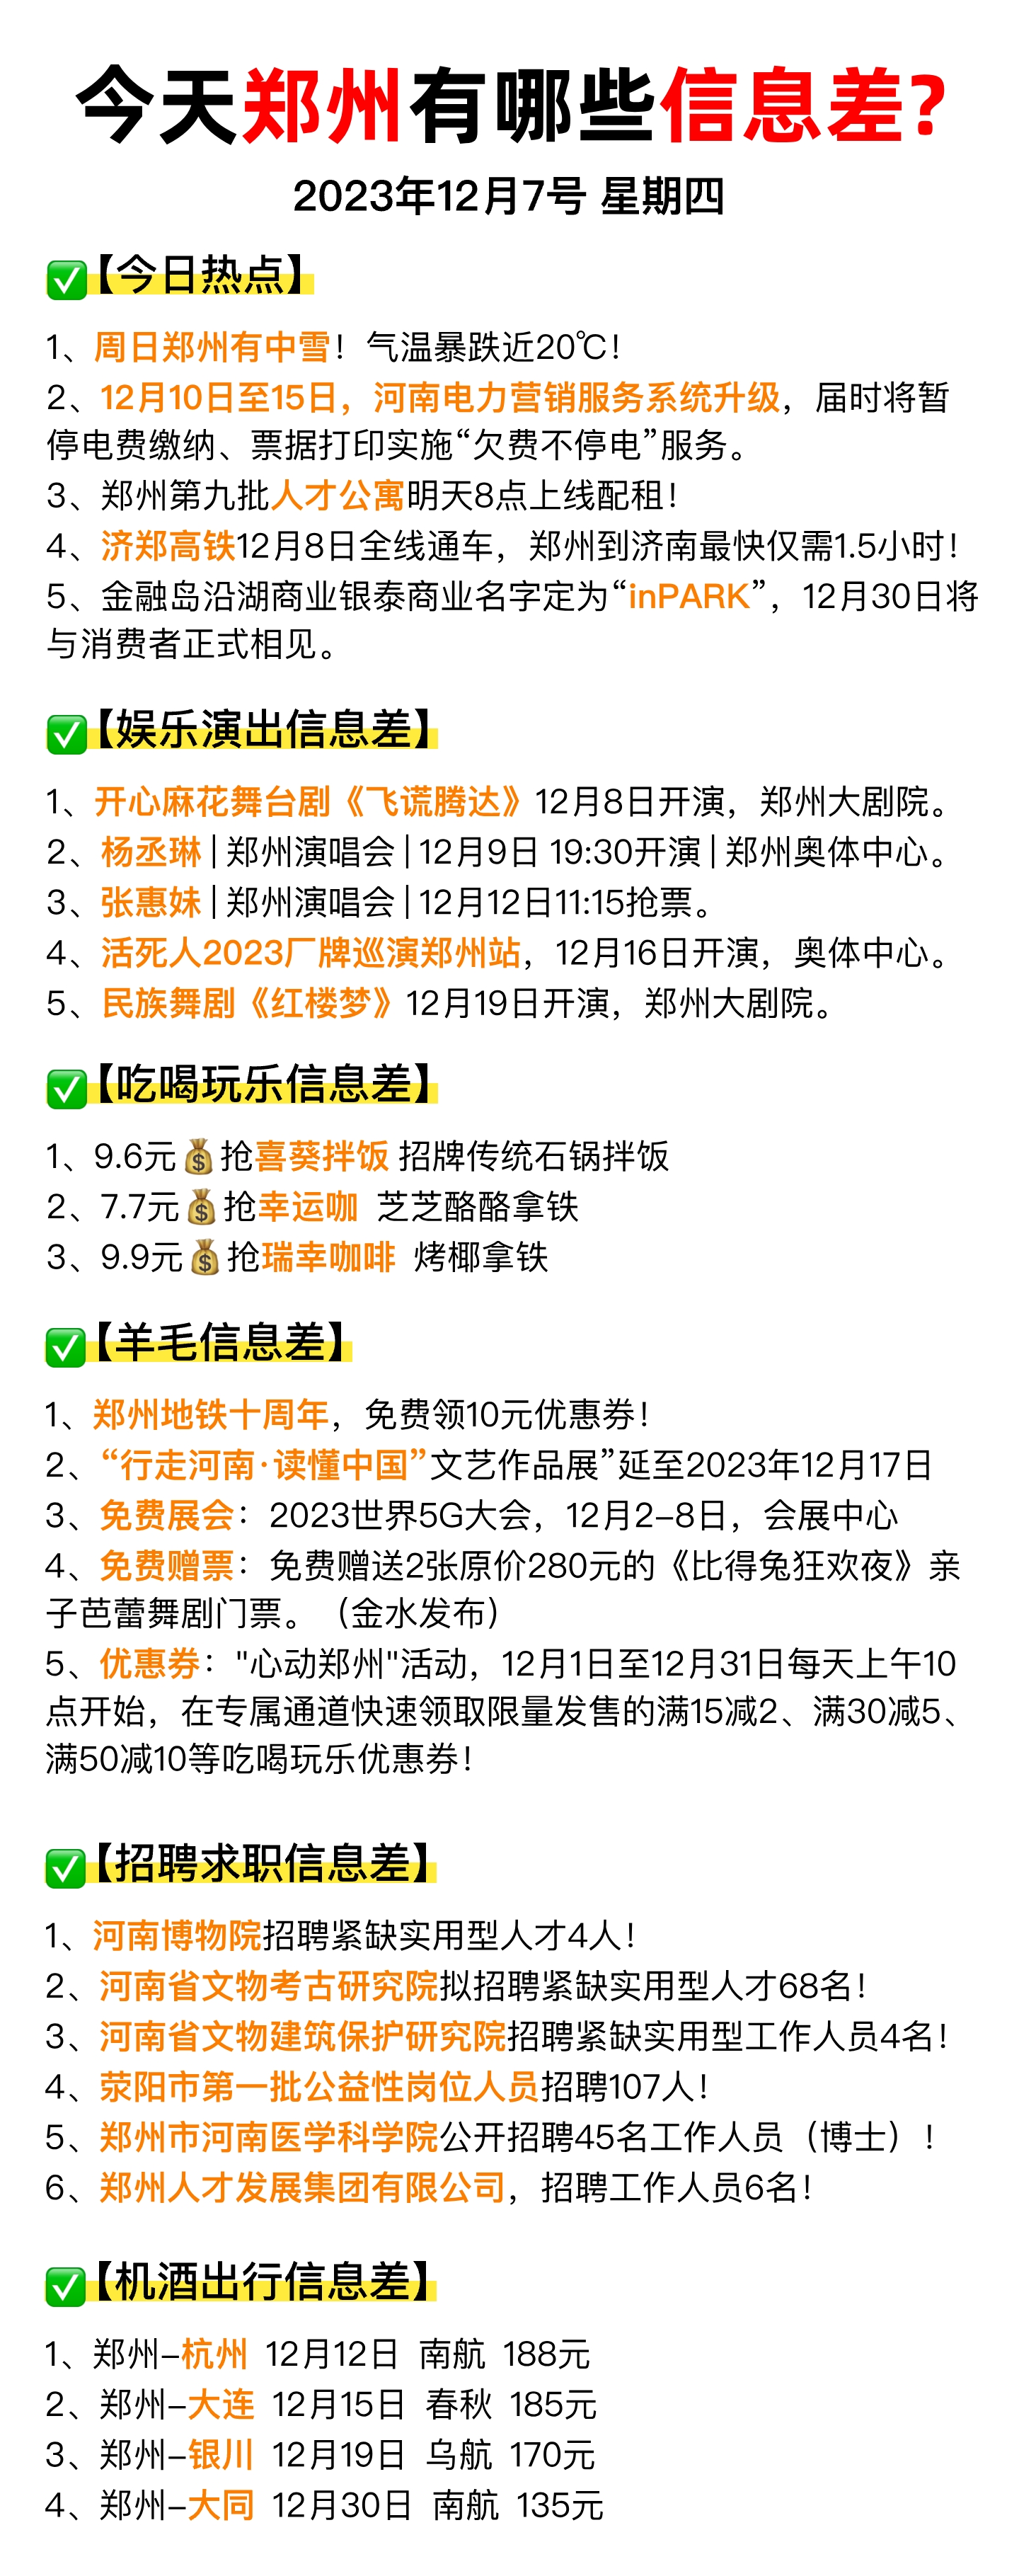 今天郑州有哪些信息差?
2023年12月7号 星期四
✅【今日热点】
1、周日郑州有中雪！气温暴跌近20℃！
2、12月10日至15日，河南电力营销服务系统升级，届时将暂
停电费缴纳、票据打印实施“欠费不停电”服务。
3、郑州第九批人才公寓明天8点上线配租！
4、济郑高铁12月8日全线通车，郑州到济南最快仅需1.5小时！
5、金融岛沿湖商业银泰商业名字定为“inPARK”，12月30日将
与消费者正式相见。
✅【娱乐演出信息差】
1、开心麻花舞台剧《飞谎腾达》12月8日开演，郑州大剧院。
2、杨丞琳|郑州演唱会|12月9日 19:30开演|郑州奥体中心。
3、张惠妹|郑州演唱会|12月12日11:15抢票。
4、活死人2023厂牌巡演郑州站，12月16日开演，奥体中心。
5、民族舞剧《红楼梦》12月19日开演，郑州大剧院。
✅【吃喝玩乐信息差】
1、9.6元💰抢喜葵拌饭 招牌传统石锅拌饭
2、7.7元💰抢幸运咖 芝芝酪酪拿铁
3、9.9元💰抢瑞幸咖啡 烤椰拿铁
✅【羊毛信息差】
1、郑州地铁十周年，免费领10元优惠券！
2、“行走河南·读懂中国”文艺作品展”延至2023年12月17日
3、免费展会：2023世界5G大会，12月2–8日，会展中心
4、免费赠票：免费赠送2张原价280元的《比得兔狂欢夜》亲
子芭蕾舞剧门票。（金水发布）
5、优惠券："心动郑州"活动，12月1日至12月31日每天上午10
点开始，在专属通道快速领取限量发售的满15减2、满30减5、
满50减10等吃喝玩乐优惠券！
✅【招聘求职信息差】
1、河南博物院招聘紧缺实用型人才4人！
2、河南省文物考古研究院拟招聘紧缺实用型人才68名！
3、河南省文物建筑保护研究院招聘紧缺实用型工作人员4名！
4、荥阳市第一批公益性岗位人员招聘107人！
5、郑州市河南医学科学院公开招聘45名工作人员（博士）！
6、郑州人才发展集团有限公司，招聘工作人员6名！
✅【机酒出行信息差】
1、郑州–杭州 12月12日 南航 188元
2、郑州–大连 12月15日 春秋 185元
3、郑州–银川 12月19日 乌航 170元
4、郑州–大同 12月30日 南航 135元